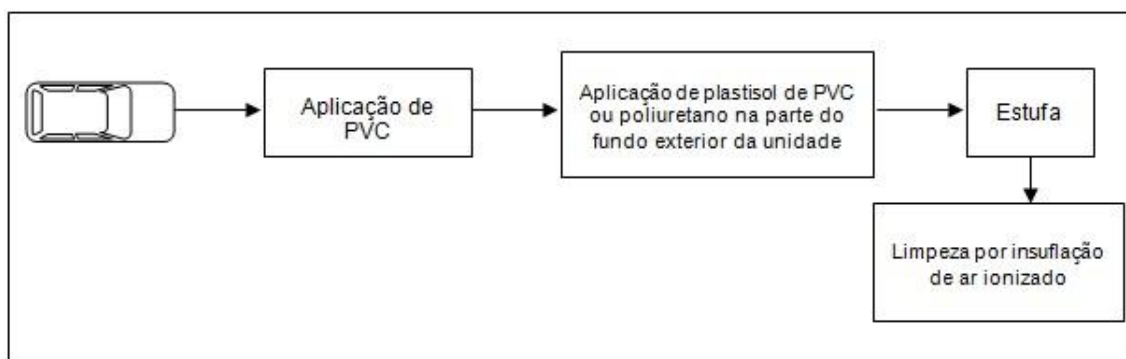 Aplicação de
PVC
Aplicação de plastisol de PVC
ou poliuretano na parte do
fundo exterior da unidade
Estufa
Limpeza por insuflação
de ar ionizado